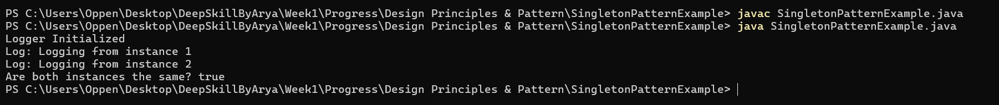 PS C:\Users\Oppen\Desktop\DeepSkillByArya\Week1\Progress\Design Principles & Pattern\SingletonPatternExample> javac SingletonPatternExample.java
PS C:\Users\Oppen\Desktop\DeepSkillByArya\Week1\Progress\Design Principles & Pattern\SingletonPatternExample> java SingletonPatternExample.java
Logger Initialized
Log: Logging from instance 1
Log: Logging from instance 2
Are both instances the same? true
PS C:\Users\Oppen\Desktop\DeepSkillByArya\Week1\Progress\Design Principles & Pattern\SingletonPatternExample>